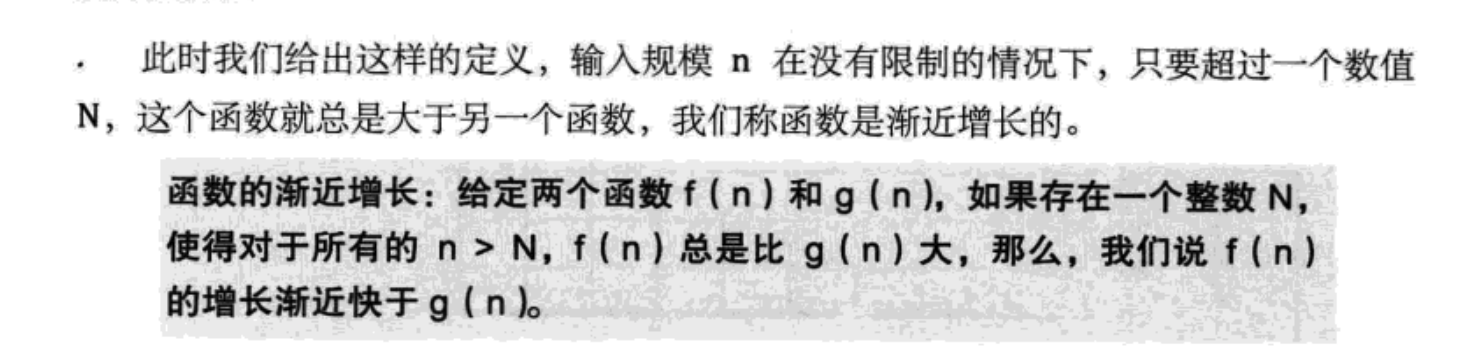 此时我们给出这样的定义，输入规模 n 在没有限制的情况下，只要超过一个数值
N，这个函数就总是大于另一个函数，我们称函数是渐近增长的。
函数的渐近增长：给定两个函数 f ( n ) 和 g ( n )，如果存在一个整数 N，
使得对于所有的 n > N，f ( n ) 总是比 g ( n ) 大，那么，我们说 f ( n )
的增长渐近快于 g ( n )。